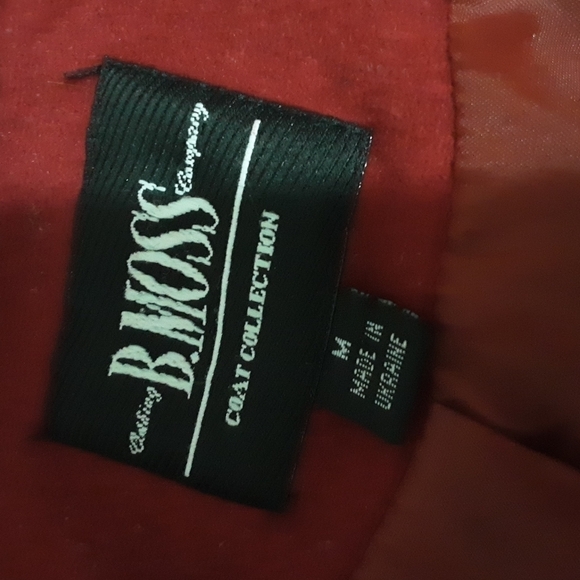 B.MOSS
Clothing Company
COAT COLLECTION
M
MADE IN
UKRAINE